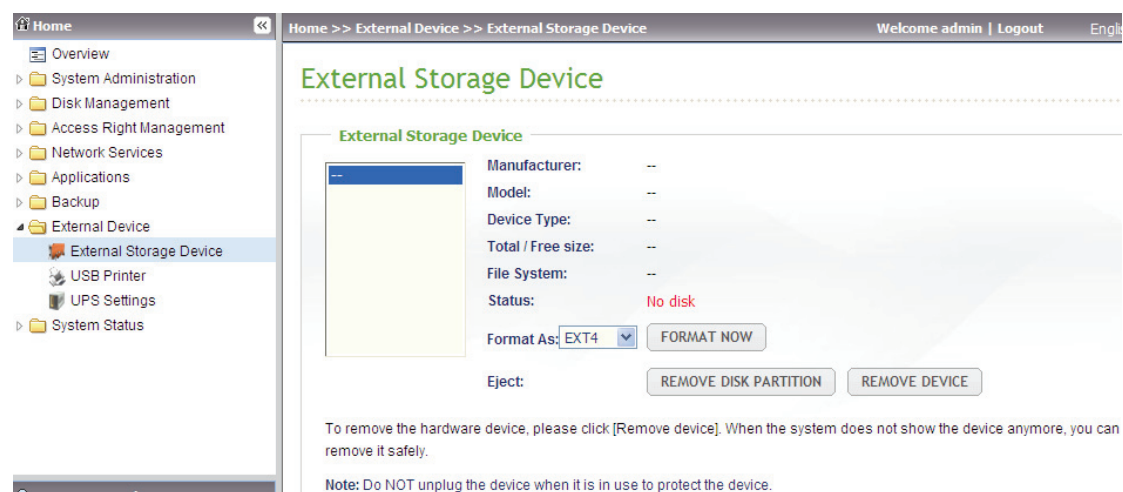 Home
Home >> External Device >> External Storage Device
Welcome admin | Logout
Overview
System Administration
Disk Management
Access Right Management
Network Services
Applications
Backup
External Device
External Storage Device
USB Printer
UPS Settings
System Status
External Storage Device
External Storage Device
--
Manufacturer: --
Model: --
Device Type: --
Total / Free size: --
File System: --
Status: No disk
Format As: EXT4 FORMAT NOW
Eject: REMOVE DISK PARTITION REMOVE DEVICE
To remove the hardware device, please click [Remove device]. When the system does not show the device anymore, you can
remove it safely.
Note: Do NOT unplug the device when it is in use to protect the device.